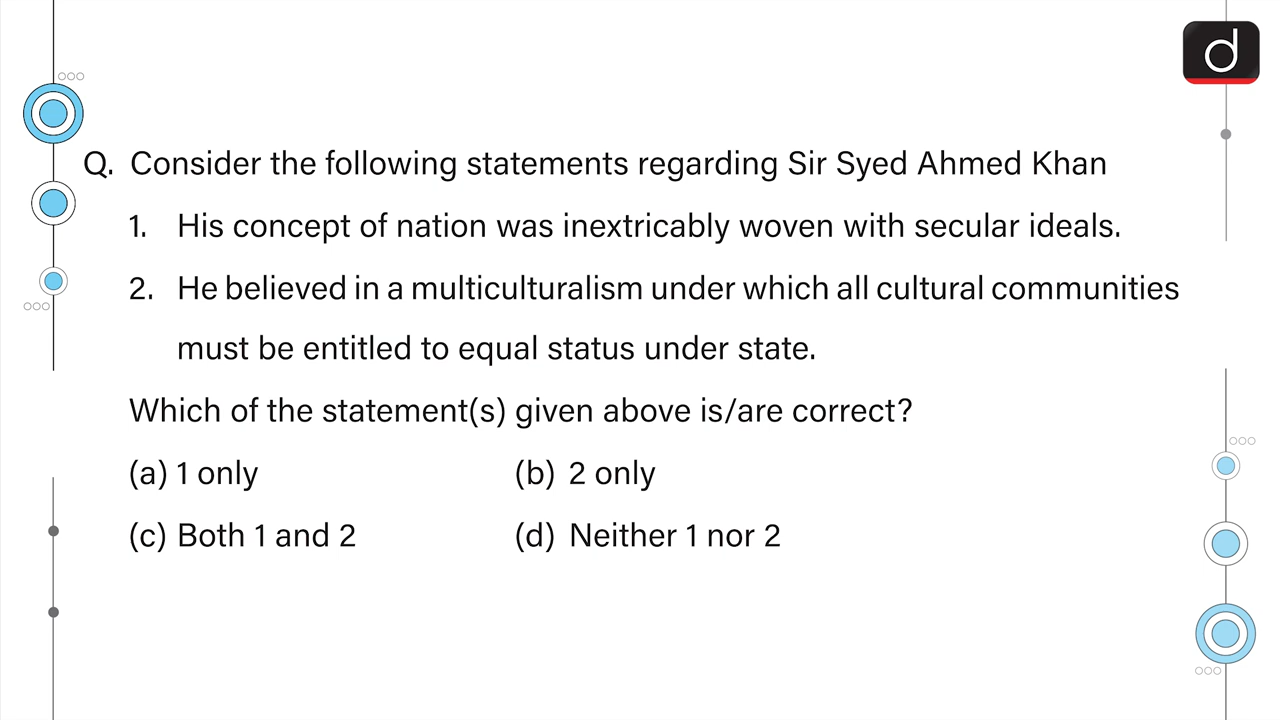 Q. Consider the following statements regarding Sir Syed Ahmed Khan
1. His concept of nation was inextricably woven with secular ideals.
2. He believed in a multiculturalism under which all cultural communities
must be entitled to equal status under state.
Which of the statement(s) given above is/are correct?
(a) 1 only (b) 2 only
(c) Both 1 and 2 (d) Neither 1 nor 2